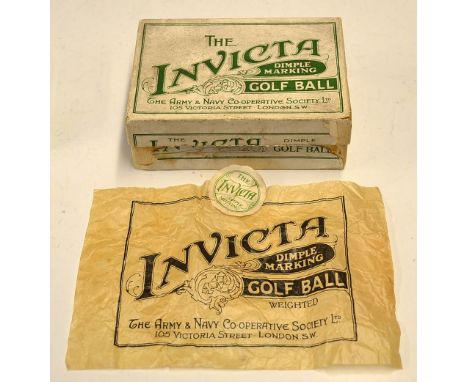 THE
INVICTA
DIMPLE
MARKING
GOLF BALL
THE ARMY & NAVY CO-OPERATIVE SOCIETY LTD
105 VICTORIA STREET - LONDON. S.W.
THE
INVICTA
DIMPLE
GOLF BALL
THE
INVICTA
INVICTA
DIMPLE
MARKING
GOLF BALL
WEIGHTED
THE ARMY & NAVY CO-OPERATIVE SOCIETY LTD.
105 VICTORIA STREET - LONDON. S.W.